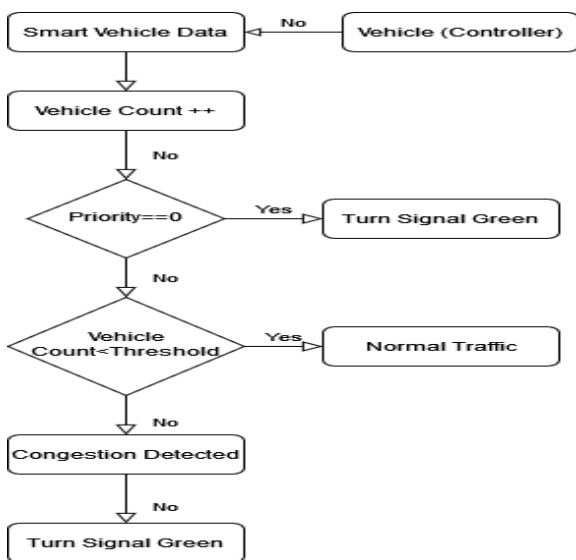 Smart Vehicle Data
No
Vehicle (Controller)
Vehicle Count ++
No
Priority==0
Yes
Turn Signal Green
No
Vehicle
Count<Threshold
Yes
Normal Traffic
No
Congestion Detected
No
Turn Signal Green